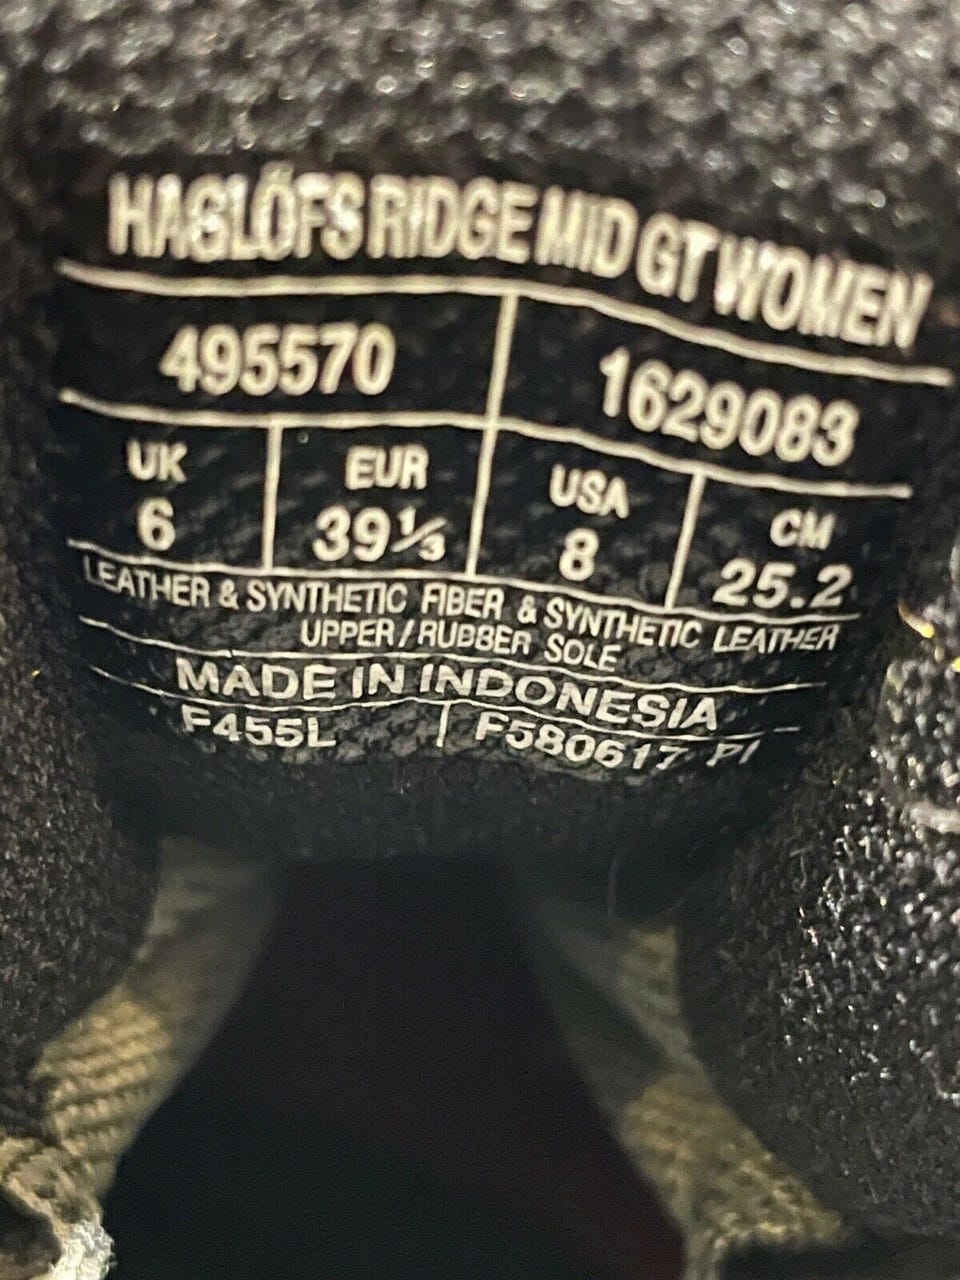 HAGLÖFS RIDGE MID GT WOMEN
495570 1629083
UK EUR USA CM
6 39⅓ 8 25.2
LEATHER & SYNTHETIC FIBER & SYNTHETIC LEATHER
UPPER / RUBBER SOLE
MADE IN INDONESIA
F455L F580617 PI